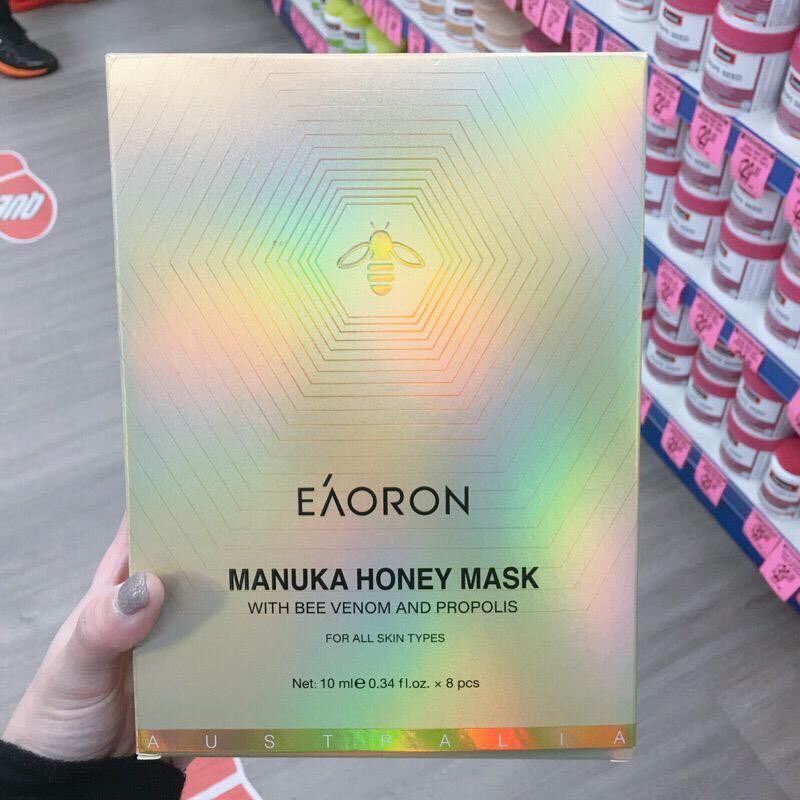 EÁORON
MANUKA HONEY MASK
WITH BEE VENOM AND PROPOLIS
FOR ALL SKIN TYPES
Net: 10 ml℮ 0.34 fl.oz. × 8 pcs
AUSTRALIA